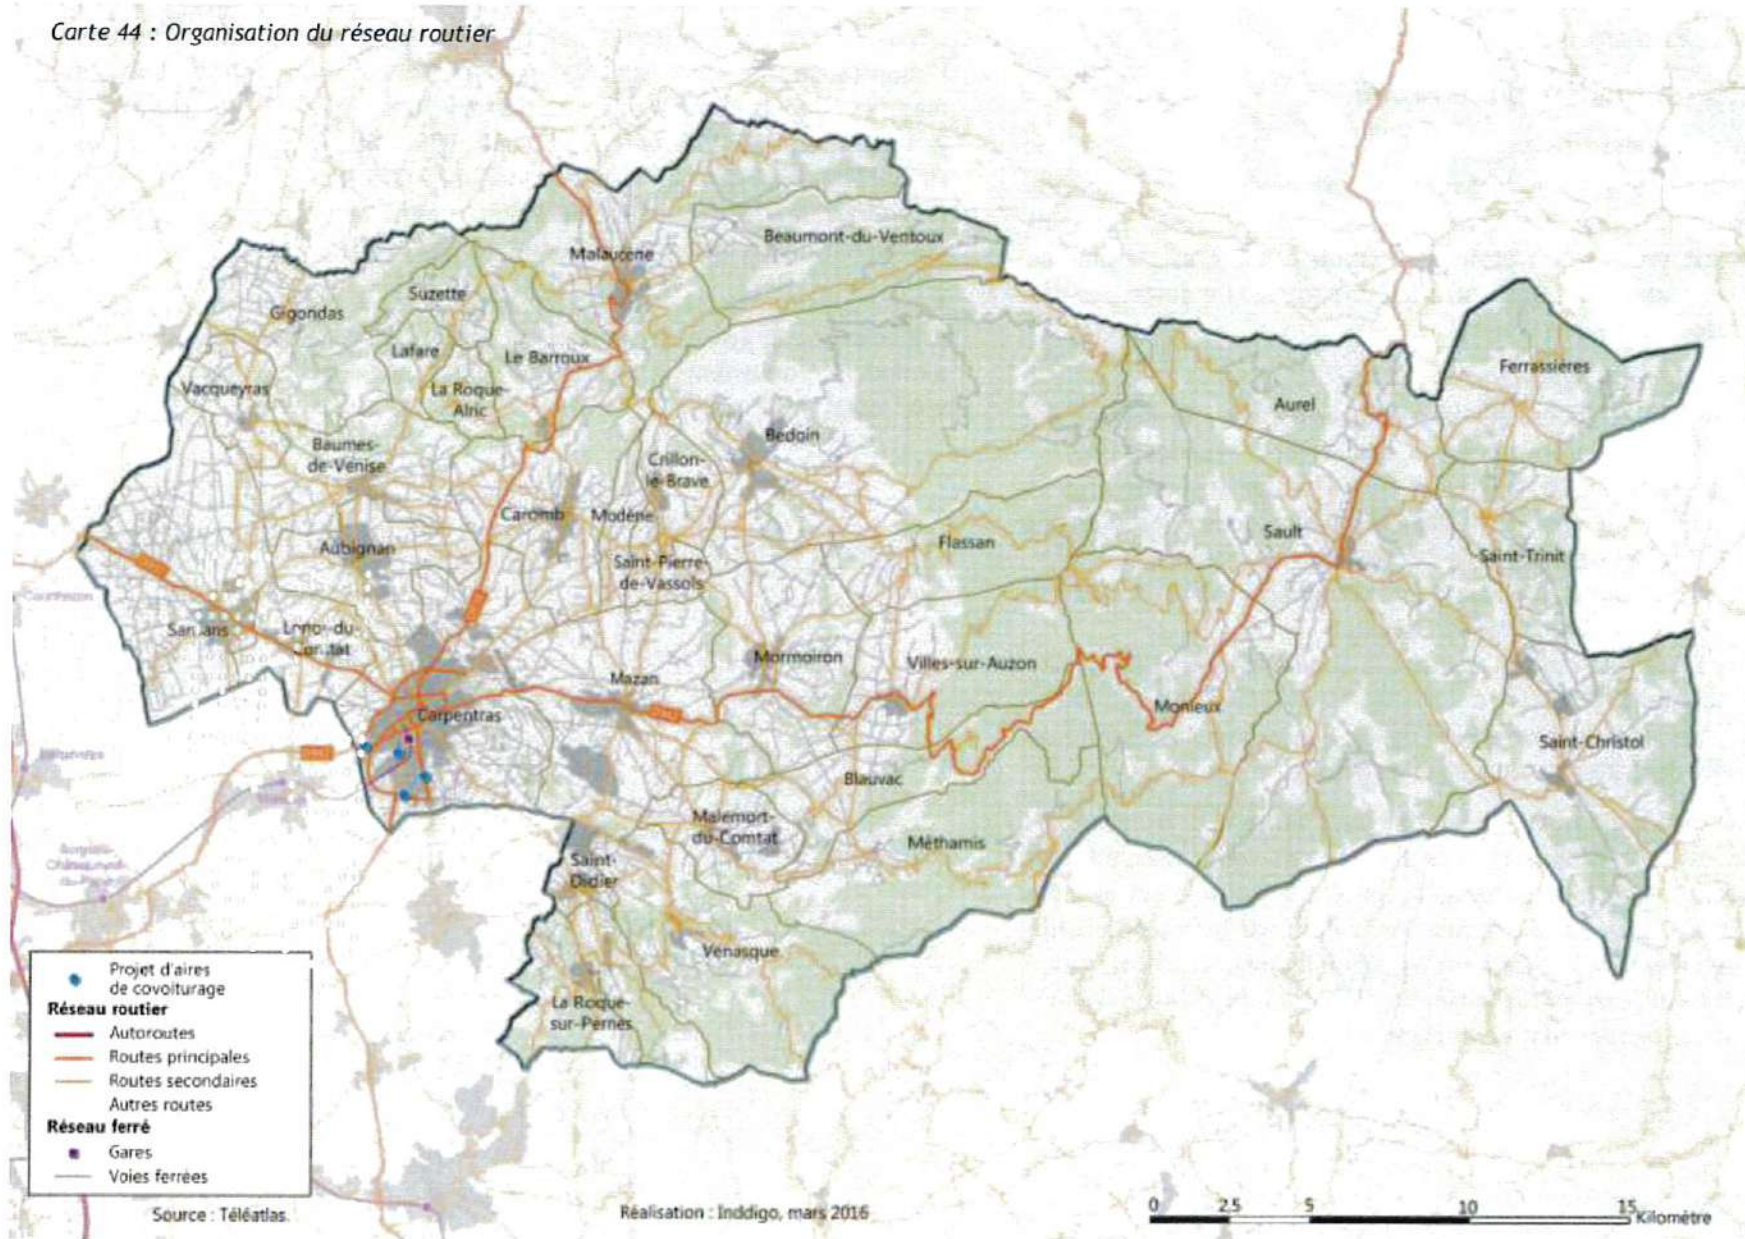 Carte 44 : Organisation du réseau routier
Malaucène
Beaumont-du-Ventoux
Suzette
Gigondas
Lafare
Le Barroux
Vacqueyras
La Roque-
Alric
Ferrassières
Aurel
Baumes-
de-Venise
Bédoin
Crillon-
le-Brave
Caromb
Modène
Aubignan
Saint-Pierre-
de-Vassols
Flassan
Sault
Saint-Trinit
Mormoiron
Villes-sur-Auzon
Mazan
Carpentras
Monieux
Saint-Christol
Blauvac
Malemort-
du-Comtat
Méthamis
Saint-
Didier
Venasque
La Roque-
sur-Pernes
Projet d'aires
de covoiturage
Réseau routier
Autoroutes
Routes principales
Routes secondaires
Autres routes
Réseau ferré
Gares
Voies ferrées
Source : Téléatlas.
Réalisation : Inddigo, mars 2016
0 2,5 5 10 15
Kilomètre